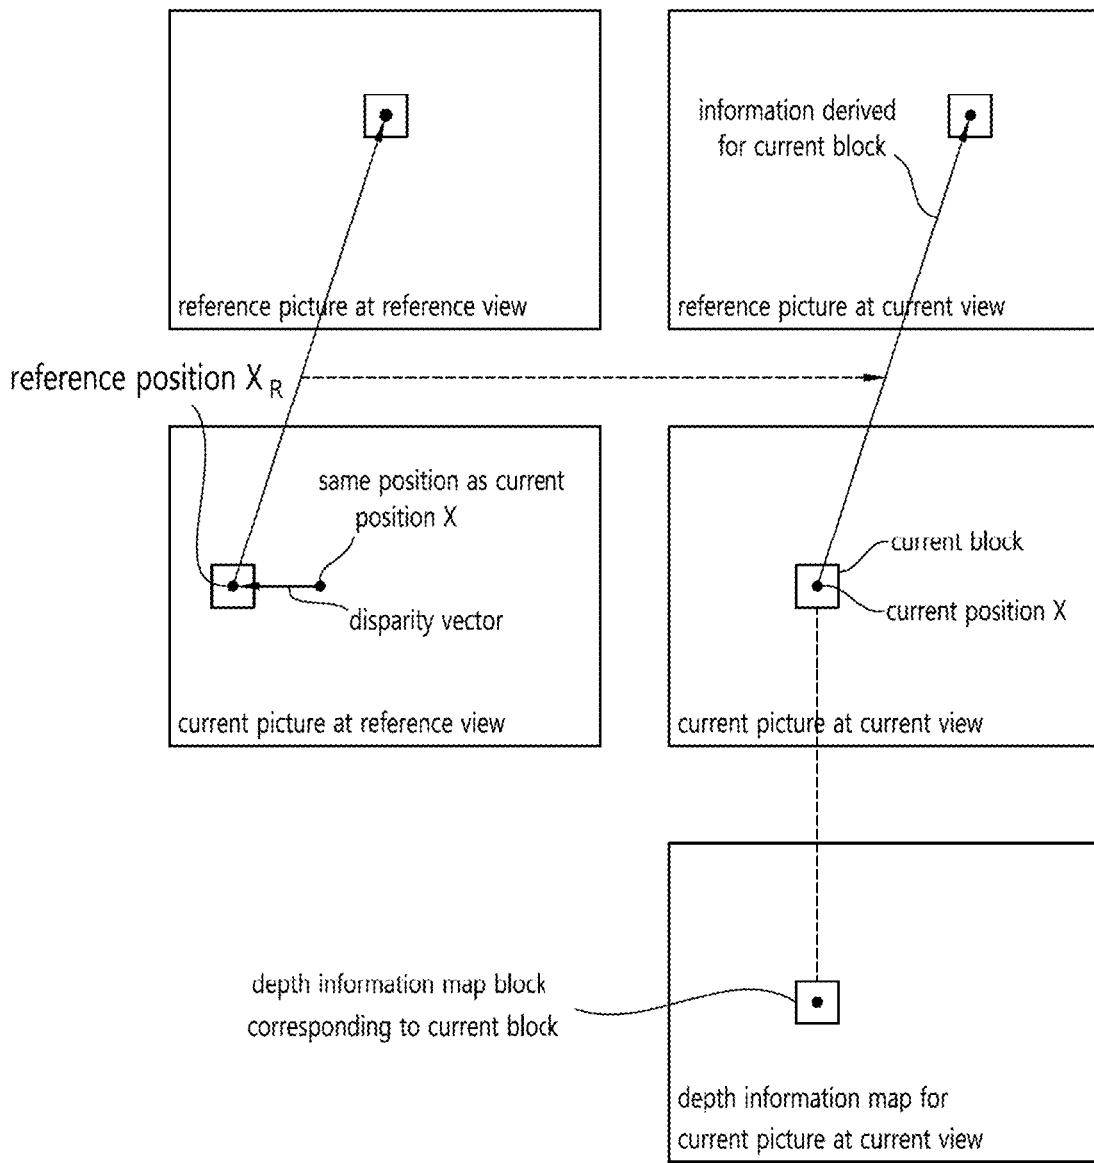 information derived
for current block
reference picture at reference view
reference picture at current view
reference position X R
same position as current
position X
disparity vector
current block
current position X
current picture at reference view
current picture at current view
depth information map block
corresponding to current block
depth information map for
current picture at current view